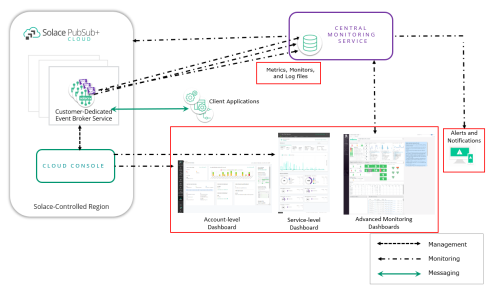 Solace PubSub+
CLOUD
CENTRAL
MONITORING
SERVICE
Metrics, Monitors,
and Log files
Customer-Dedicated
Event Broker Service
Client Applications
Alerts and
Notifications
CLOUD CONSOLE
Solace-Controlled Region
Account-level
Dashboard
Service-level
Dashboard
Advanced Monitoring
Dashboards
Management
Monitoring
Messaging